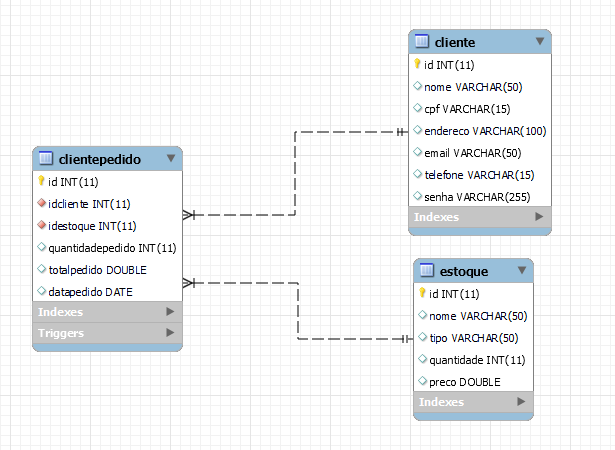 cliente
id INT(11)
nome VARCHAR(50)
cpf VARCHAR(15)
endereco VARCHAR(100)
email VARCHAR(50)
telefone VARCHAR(15)
senha VARCHAR(255)
Indexes
clientepedido
id INT(11)
idcliente INT(11)
idestoque INT(11)
quantidadepedido INT(11)
totalpedido DOUBLE
datapedido DATE
Indexes
Triggers
estoque
id INT(11)
nome VARCHAR(50)
tipo VARCHAR(50)
quantidade INT(11)
preco DOUBLE
Indexes